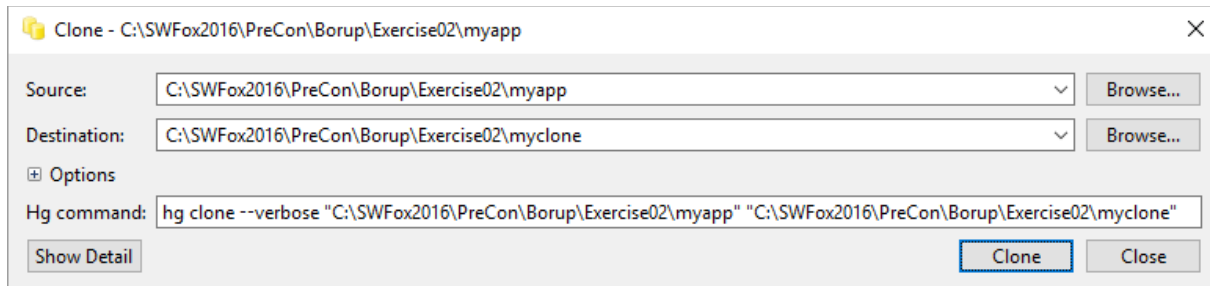 Clone - C:\SWFox2016\PreCon\Borup\Exercise02\myapp
Source: C:\SWFox2016\PreCon\Borup\Exercise02\myapp Browse...
Destination: C:\SWFox2016\PreCon\Borup\Exercise02\myclone Browse...
Options
Hg command: hg clone --verbose "C:\SWFox2016\PreCon\Borup\Exercise02\myapp" "C:\SWFox2016\PreCon\Borup\Exercise02\myclone"
Show Detail Clone Close